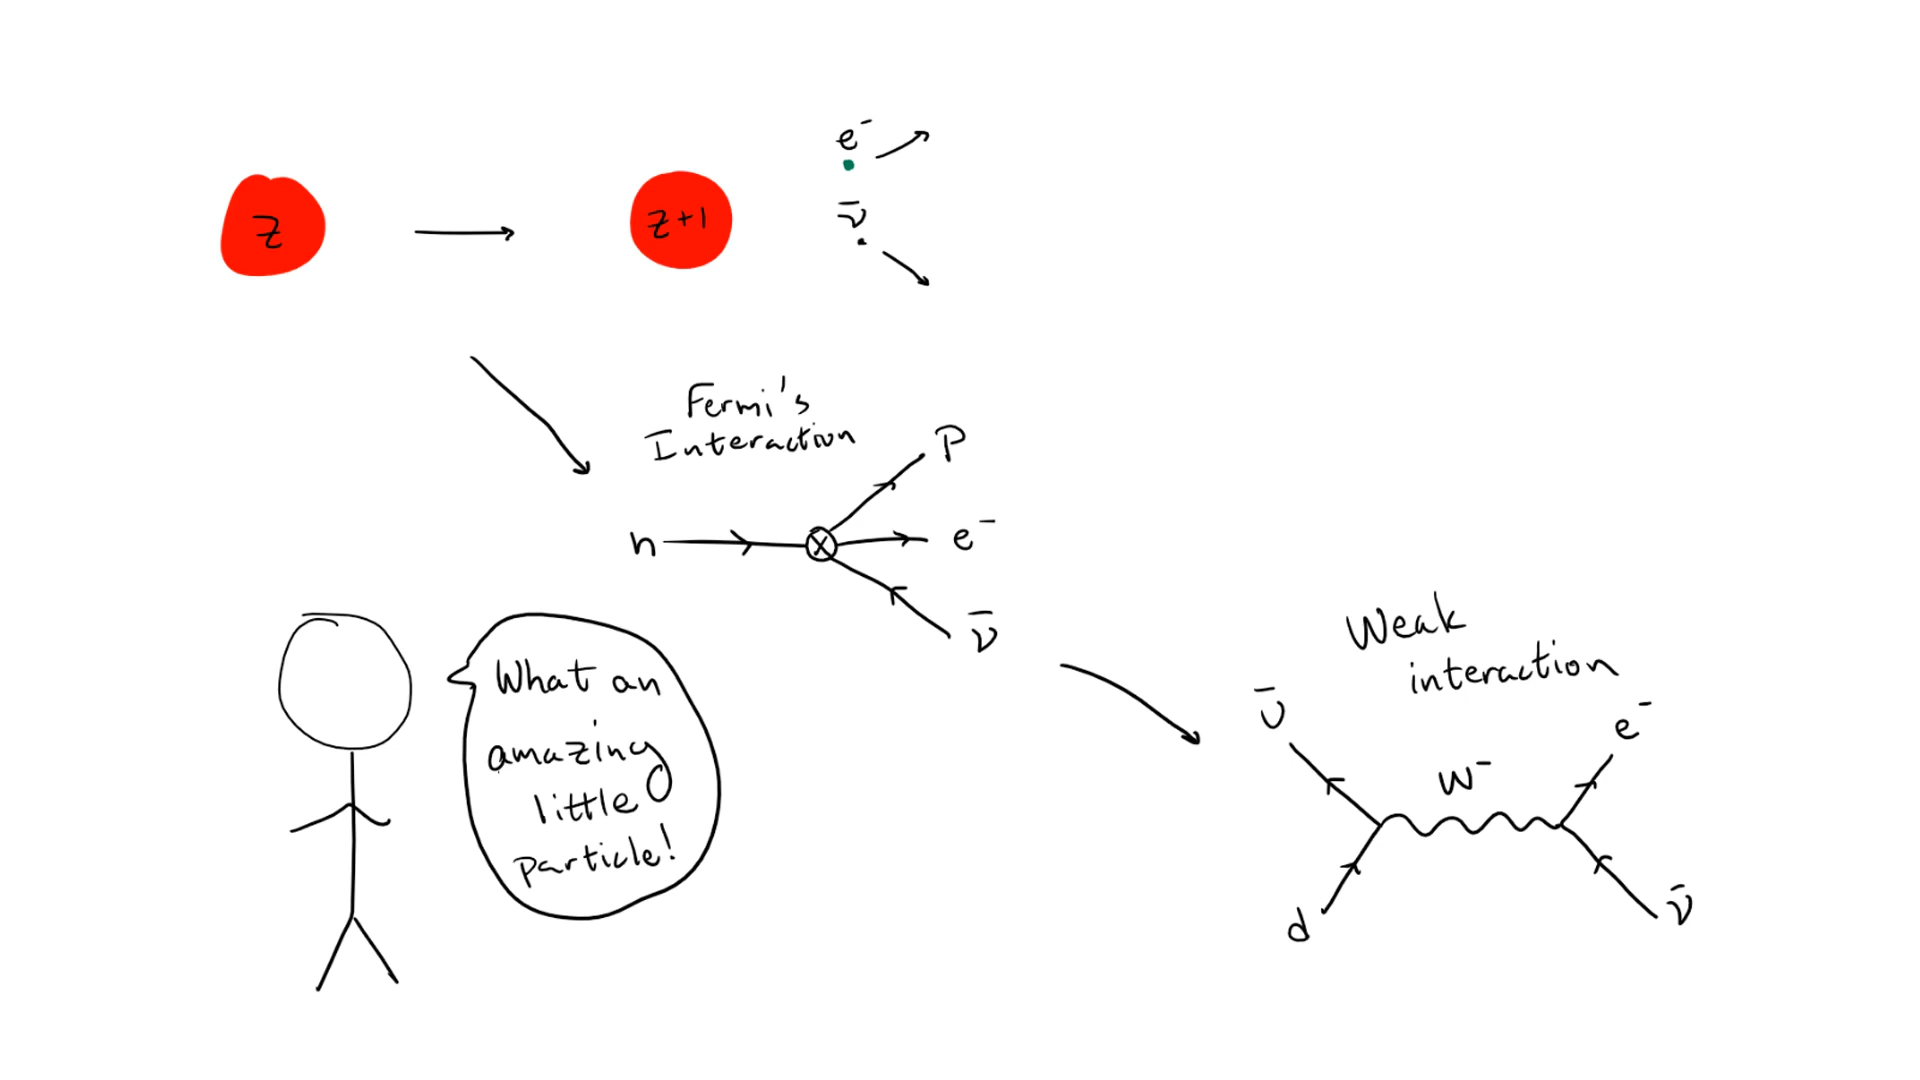 e⁻
Z
Z+1
ν̄
Fermi's
Interaction
p
n
e⁻
ν̄
What an
amazing
little
particle!
Weak
interaction
ū
e⁻
W⁻
d
ν̄